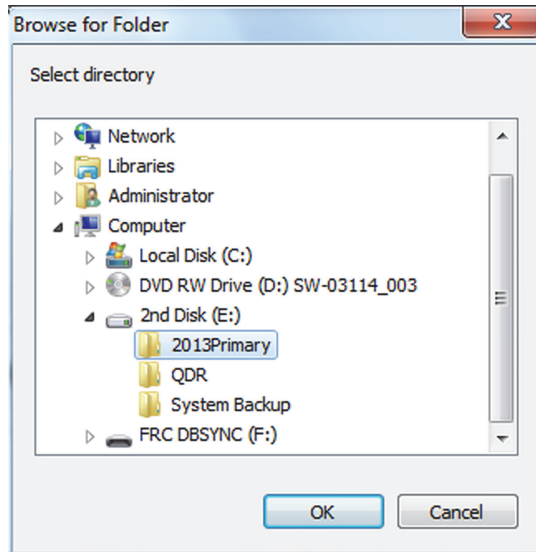 Browse for Folder
Select directory
Network
Libraries
Administrator
Computer
Local Disk (C:)
DVD RW Drive (D:) SW-03114_003
2nd Disk (E:)
2013Primary
QDR
System Backup
FRC DBSYNC (F:)
OK Cancel